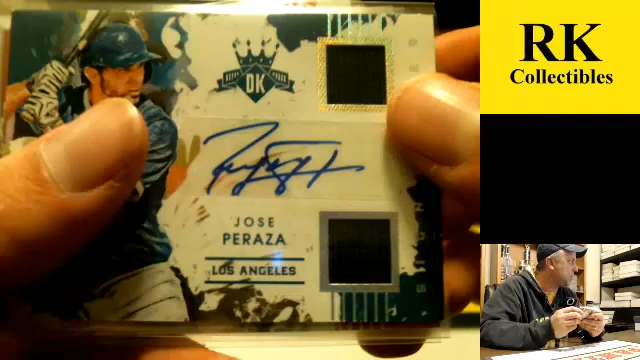 RK
Collectibles
DK
JOSE
PERAZA
LOS ANGELES